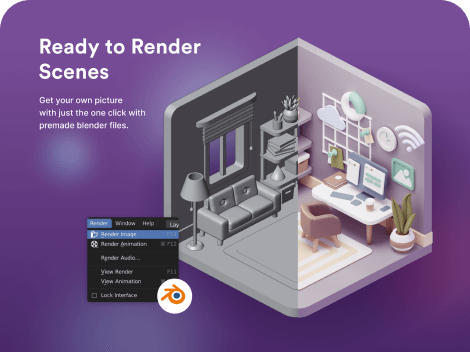 Ready to Render
Scenes
Get your own picture
with just the one click with
premade blender files.
Render Window Help Lay
Render Image
Render Animation ⌘ F12
Render Audio...
View Render F11
View Animation
Lock Interface